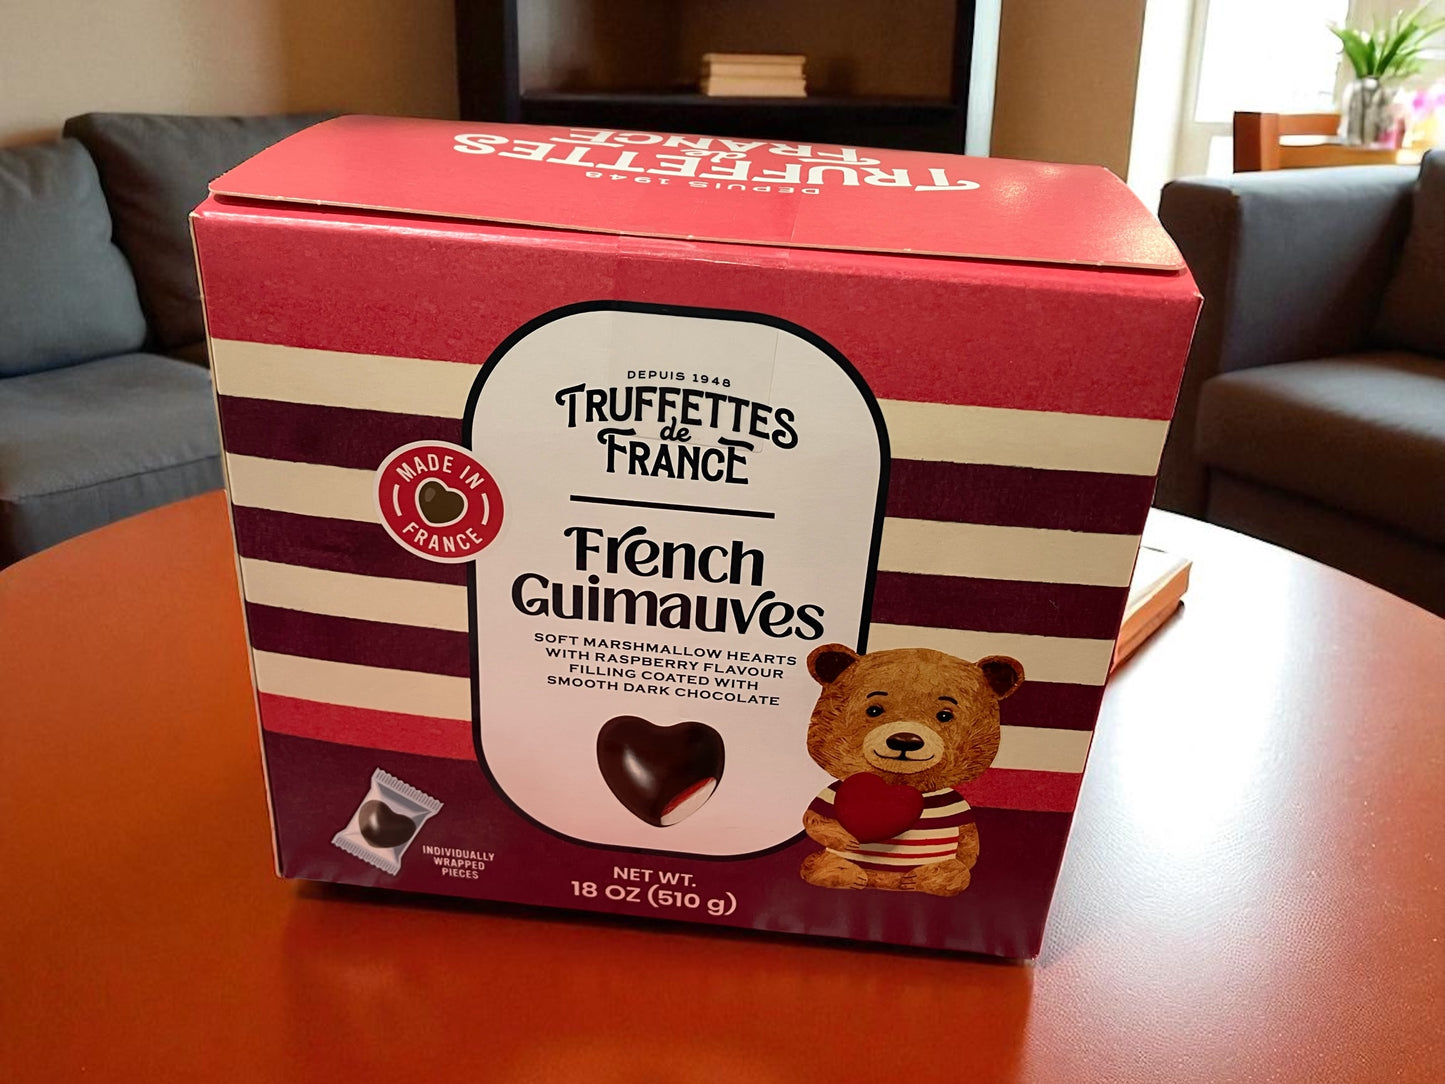 TRUFFETTES
de
FRANCE
DEPUIS 1948
DEPUIS 1948
TRUFFETTES
de
FRANCE
MADE IN
FRANCE
French
Guimauves
SOFT MARSHMALLOW HEARTS
WITH RASPBERRY FLAVOUR
FILLING COATED WITH
SMOOTH DARK CHOCOLATE
INDIVIDUALLY
WRAPPED
PIECES
NET WT.
18 OZ (510 g)